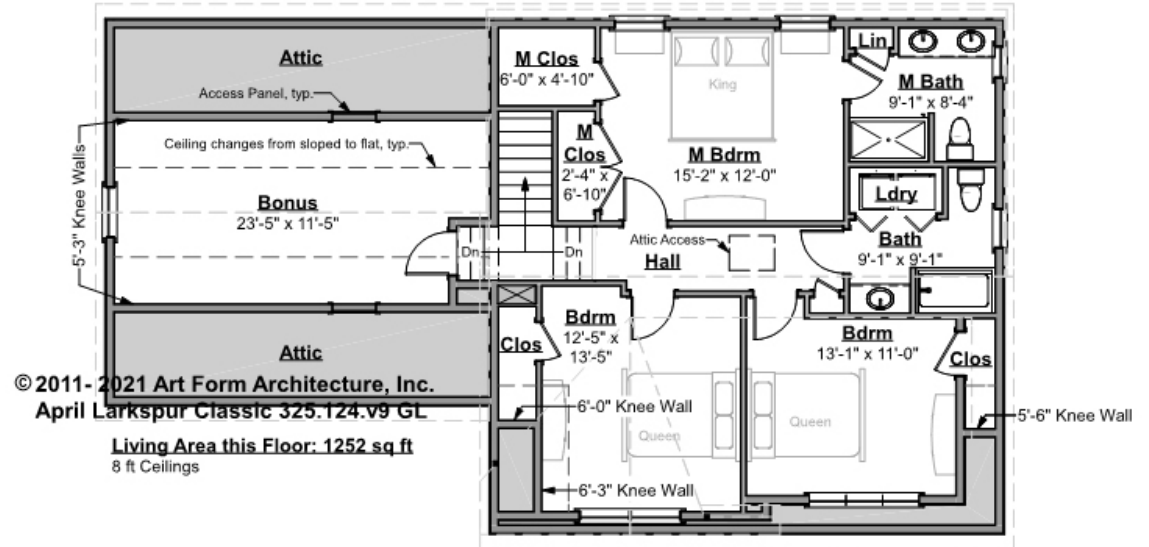 Attic
M Clos
6'-0" x 4'-10"
King
Lin
M Bath
9'-1" x 8'-4"
Access Panel, typ.
Ceiling changes from sloped to flat, typ.
M
Clos
2'-4" x
6'-10"
M Bdrm
15'-2" x 12'-0"
5'-3" Knee Walls
Bonus
23'-5" x 11'-5"
Ldry
Bath
9'-1" x 9'-1"
Dn
Dn
Attic Access
Hall
Bdrm
12'-5" x
13'-5"
Clos
Bdrm
13'-1" x 11'-0"
Clos
Attic
© 2011- 2021 Art Form Architecture, Inc.
April Larkspur Classic 325.124.v9 GL
6'-0" Knee Wall
Queen
Queen
5'-6" Knee Wall
Living Area this Floor: 1252 sq ft
8 ft Ceilings
6'-3" Knee Wall